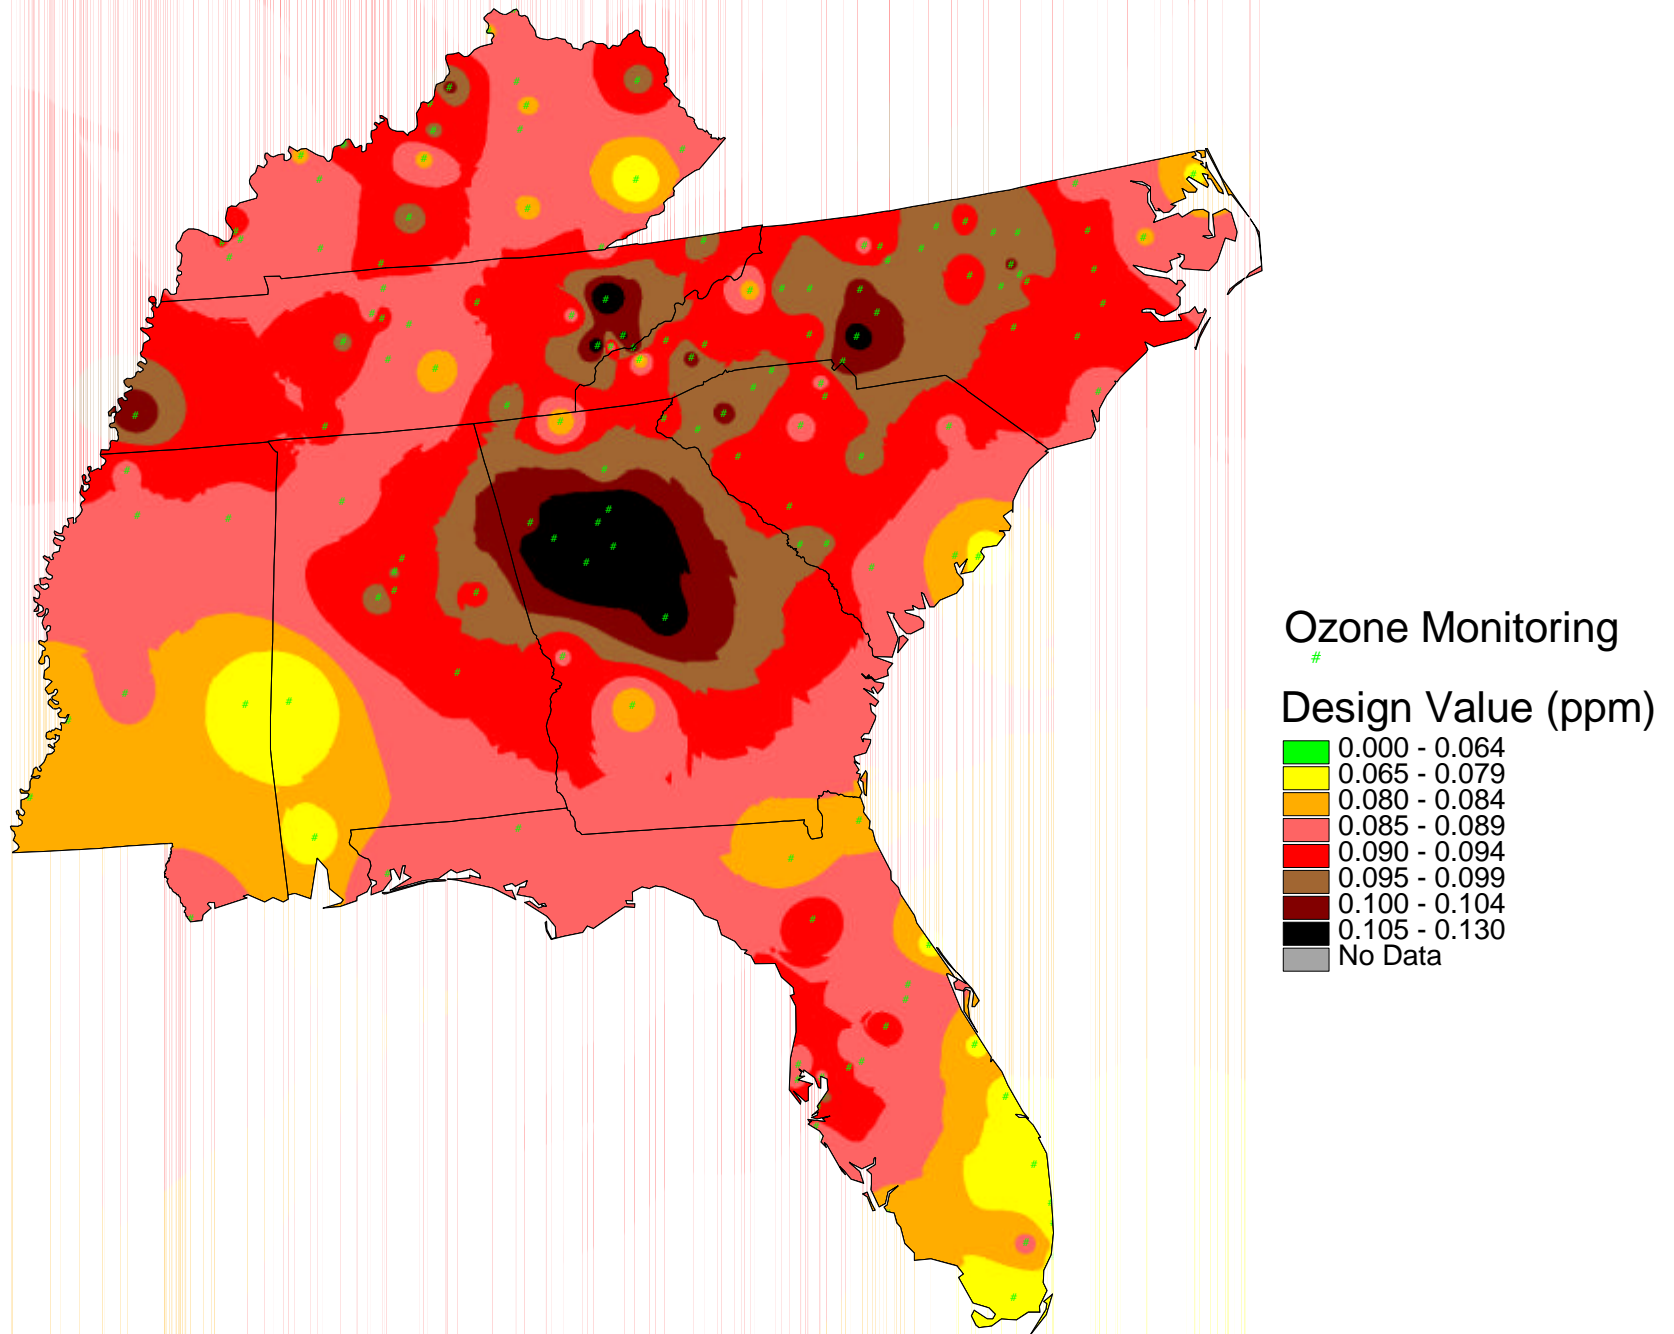 Ozone Monitoring
#
Design Value (ppm)
0.000 - 0.064
0.065 - 0.079
0.080 - 0.084
0.085 - 0.089
0.090 - 0.094
0.095 - 0.099
0.100 - 0.104
0.105 - 0.130
No Data